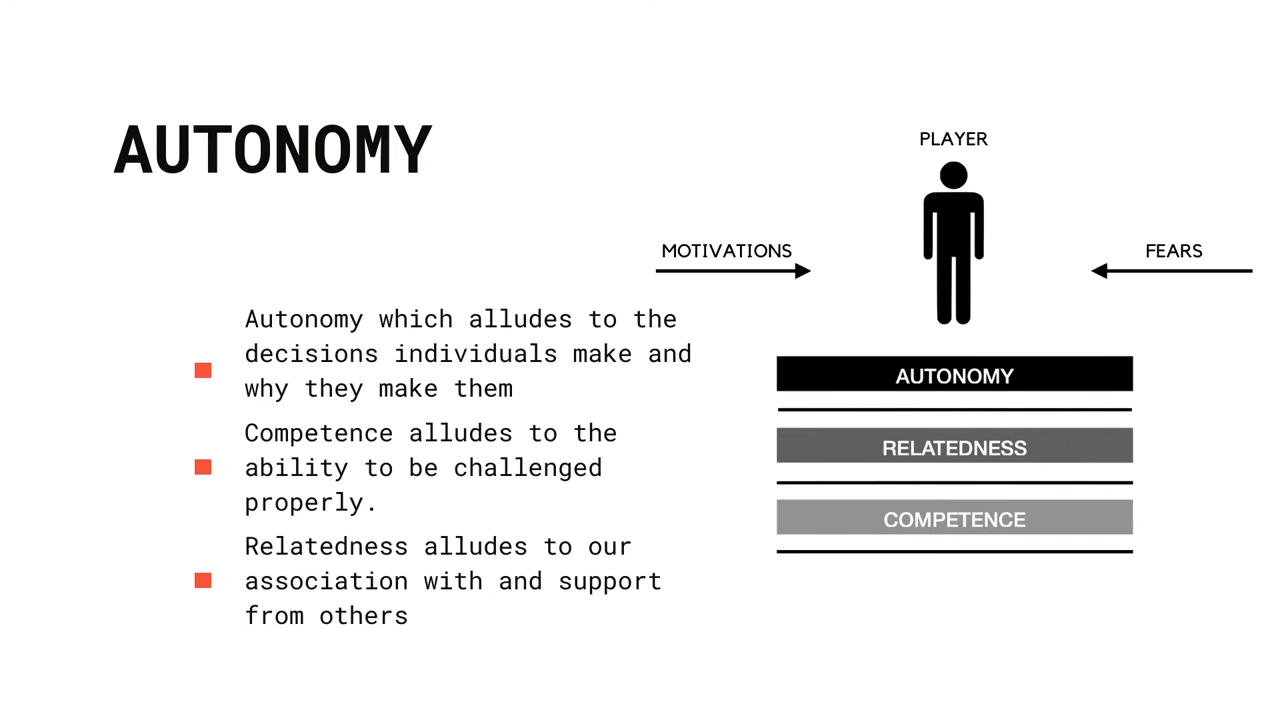 AUTONOMY
Autonomy which alludes to the
decisions individuals make and
why they make them
Competence alludes to the
ability to be challenged
properly.
Relatedness alludes to our
association with and support
from others
PLAYER
MOTIVATIONS
FEARS
AUTONOMY
RELATEDNESS
COMPETENCE